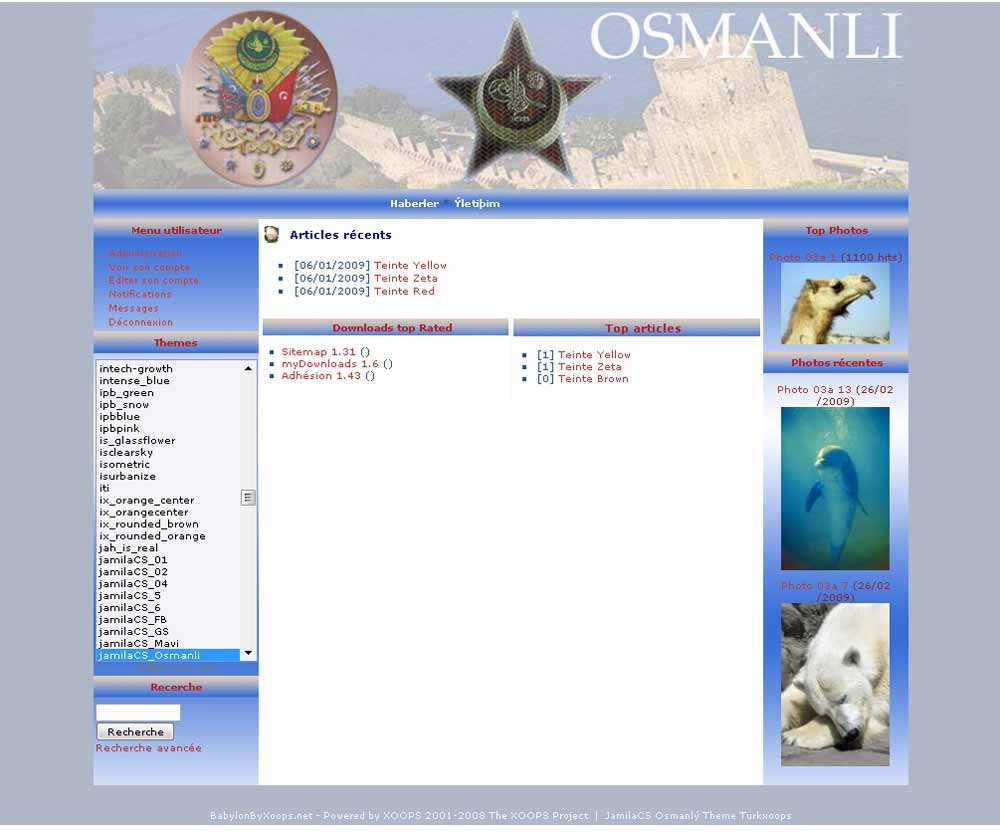 OSMANLI
Haberler * Ýletiþim
Menu utilisateur
Administration
Voir son compte
Editer son compte
Notifications
Messages
Déconnexion
Themes
intech-growth
intense_blue
ipb_green
ipb_snow
ipbblue
ipbpink
is_glassflower
isclearsky
isometric
isurbanize
iti
ix_orange_center
ix_orangecenter
ix_rounded_brown
ix_rounded_orange
jah_is_real
jamilaCS_01
jamilaCS_02
jamilaCS_04
jamilaCS_5
jamilaCS_6
jamilaCS_FB
jamilaCS_GS
jamilaCS_Mavi
jamilaCS_Osmanli
Recerche
Recherche
Recherche avancée
Articles récents
[06/01/2009] Teinte Yellow
[06/01/2009] Teinte Zeta
[06/01/2009] Teinte Red
Downloads top Rated
Sitemap 1.31 ()
myDownloads 1.6 ()
Adhésion 1.43 ()
Top articles
[1] Teinte Yellow
[1] Teinte Zeta
[0] Teinte Brown
Top Photos
Photo 03a 1 (1100 hits)
Photos récentes
Photo 03a 13 (26/02
/2009)
Photo 03a 7 (26/02
/2009)
BabylonByXoops.net - Powered by XOOPS 2001-2008 The XOOPS Project | JamilaCS Osmanlý Theme Turkxoops